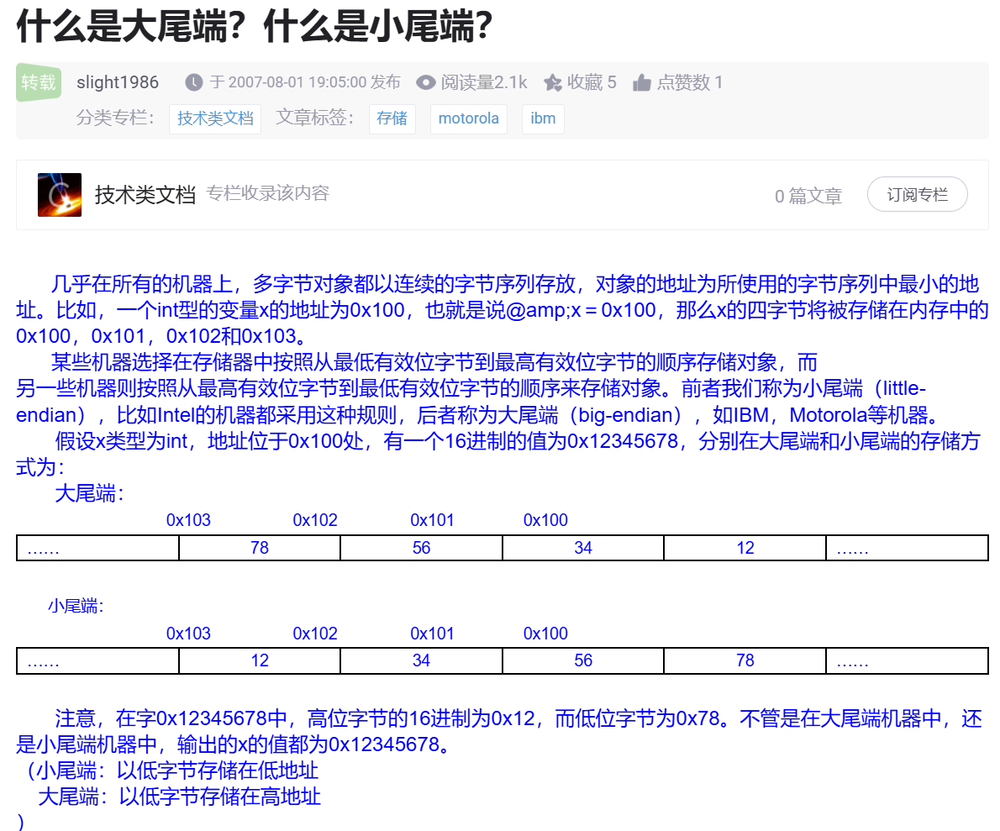 什么是大尾端？什么是小尾端？
转载 slight1986 于 2007-08-01 19:05:00 发布 阅读量2.1k 收藏 5 点赞数 1
分类专栏： 技术类文档 文章标签： 存储 motorola ibm
技术类文档 专栏收录该内容 0 篇文章 订阅专栏
几乎在所有的机器上，多字节对象都以连续的字节序列存放，对象的地址为所使用的字节序列中最小的地
址。比如，一个int型的变量x的地址为0x100，也就是说@amp;x＝0x100，那么x的四字节将被存储在内存中的
0x100，0x101，0x102和0x103。
某些机器选择在存储器中按照从最低有效位字节到最高有效位字节的顺序存储对象，而
另一些机器则按照从最高有效位字节到最低有效位字节的顺序来存储对象。前者我们称为小尾端（little-
endian），比如Intel的机器都采用这种规则，后者称为大尾端（big-endian），如IBM，Motorola等机器。
假设x类型为int，地址位于0x100处，有一个16进制的值为0x12345678，分别在大尾端和小尾端的存储方
式为：
大尾端：
0x103 0x102 0x101 0x100
…… 78 56 34 12 ……
小尾端：
0x103 0x102 0x101 0x100
…… 12 34 56 78 ……
注意，在字0x12345678中，高位字节的16进制为0x12，而低位字节为0x78。不管是在大尾端机器中，还
是小尾端机器中，输出的x的值都为0x12345678。
（小尾端：以低字节存储在低地址
大尾端：以低字节存储在高地址
）